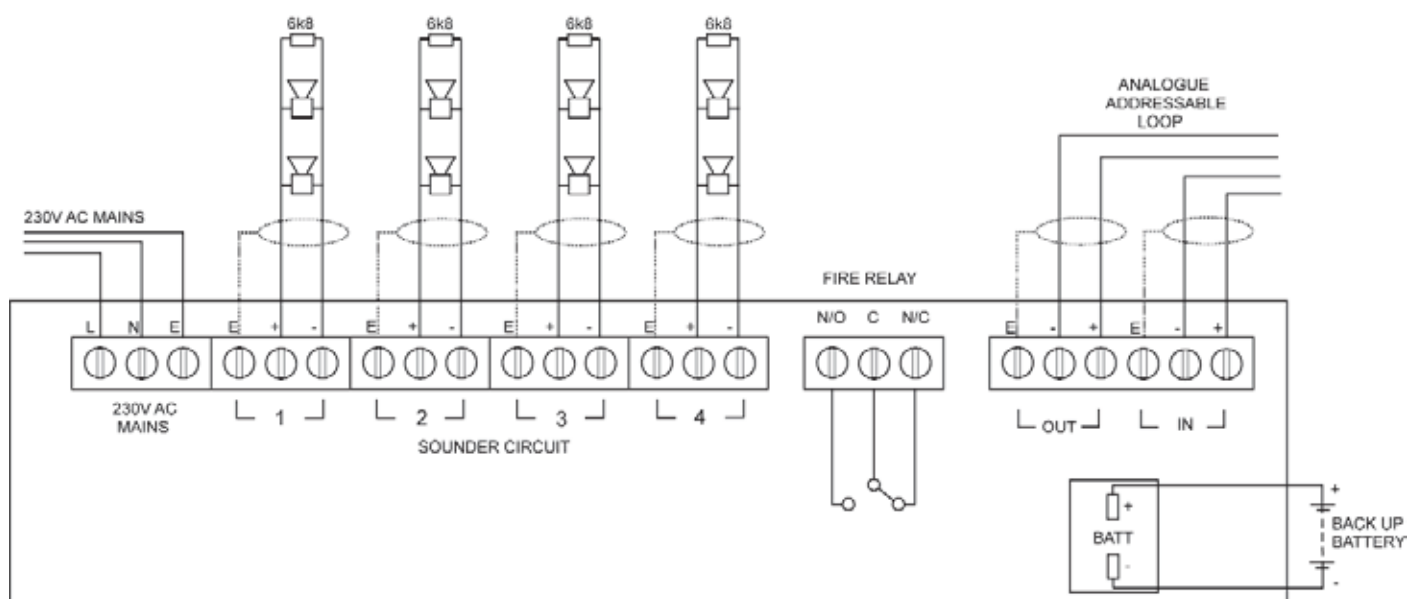 6k8 6k8 6k8 6k8
ANALOGUE
ADDRESSABLE
LOOP
230V AC MAINS
FIRE RELAY
L N E E + - E + - E + - E + - N/O C N/C E - + E - +
230V AC
MAINS
1 2 3 4
SOUNDER CIRCUIT
OUT IN
+
BATT
-
+
BACK UP
BATTERY
-